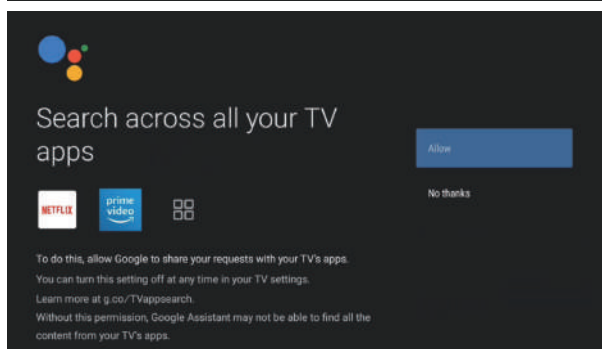 Search across all your TV
apps
NETFLIX
prime
video
Allow
No thanks
To do this, allow Google to share your requests with your TV's apps.
You can turn this setting off at any time in your TV settings.
Learn more at g.co/TVappsearch.
Without this permission, Google Assistant may not be able to find all the
content from your TV's apps.